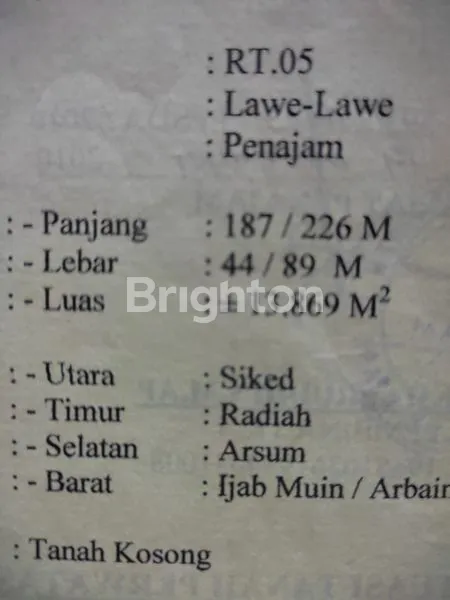 : RT.05
: Lawe-Lawe
: Penajam
: - Panjang : 187 / 226 M
: - Lebar : 44 / 89 M
: - Luas : ± 13,869 M²
Brighton
: - Utara : Siked
: - Timur : Radiah
: - Selatan : Arsum
: - Barat : Ijab Muin / Arbain
: Tanah Kosong